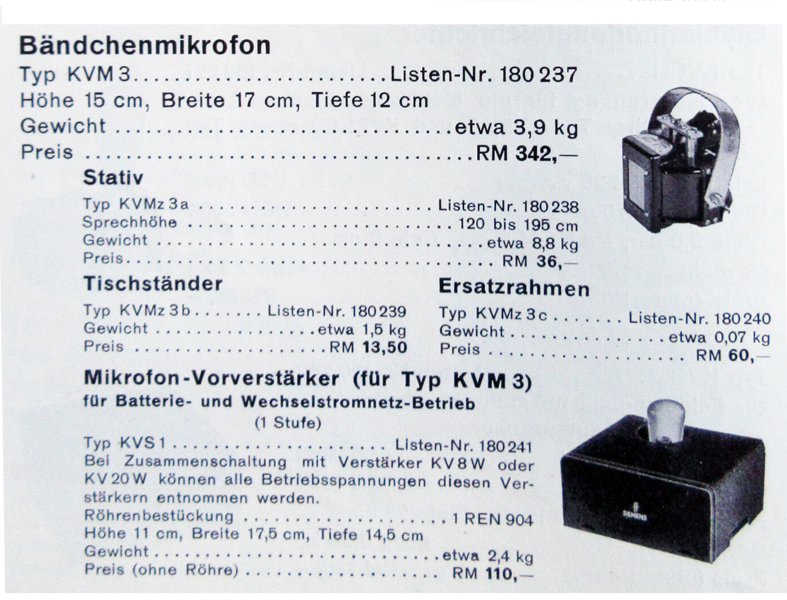 Bändchenmikrofon
Typ KVM 3..........................Listen-Nr. 180 237
Höhe 15 cm, Breite 17 cm, Tiefe 12 cm
Gewicht ..................................etwa 3,9 kg
Preis .......................................RM 342,—
Stativ
Typ KVMz 3a ........................ Listen-Nr. 180 238
Sprechhöhe ............................. 120 bis 195 cm
Gewicht ...................................etwa 8,8 kg
Preis........................................ RM 36,—
Tischständer
Typ KVMz 3b....... Listen-Nr. 180 239
Gewicht .................etwa 1,5 kg
Preis ....................RM 13,50
Ersatzrahmen
Typ KVMz 3c ....... Listen-Nr. 180 240
Gewicht................. etwa 0,07 kg
Preis ..................... RM 60,—
Mikrofon-Vorverstärker (für Typ KVM 3)
für Batterie- und Wechselstromnetz-Betrieb
(1 Stufe)
Typ KVS 1 ........................ Listen-Nr. 180 241
Bei Zusammenschaltung mit Verstärker KV 8 W oder
KV 20 W können alle Betriebsspannungen diesen Ver-
stärkern entnommen werden.
Röhrenbestückung ...................... 1 REN 904
Höhe 11 cm, Breite 17,5 cm, Tiefe 14,5 cm
Gewicht ..................................etwa 2,4 kg
Preis (ohne Röhre) ...................... RM 110,—
SIEMENS